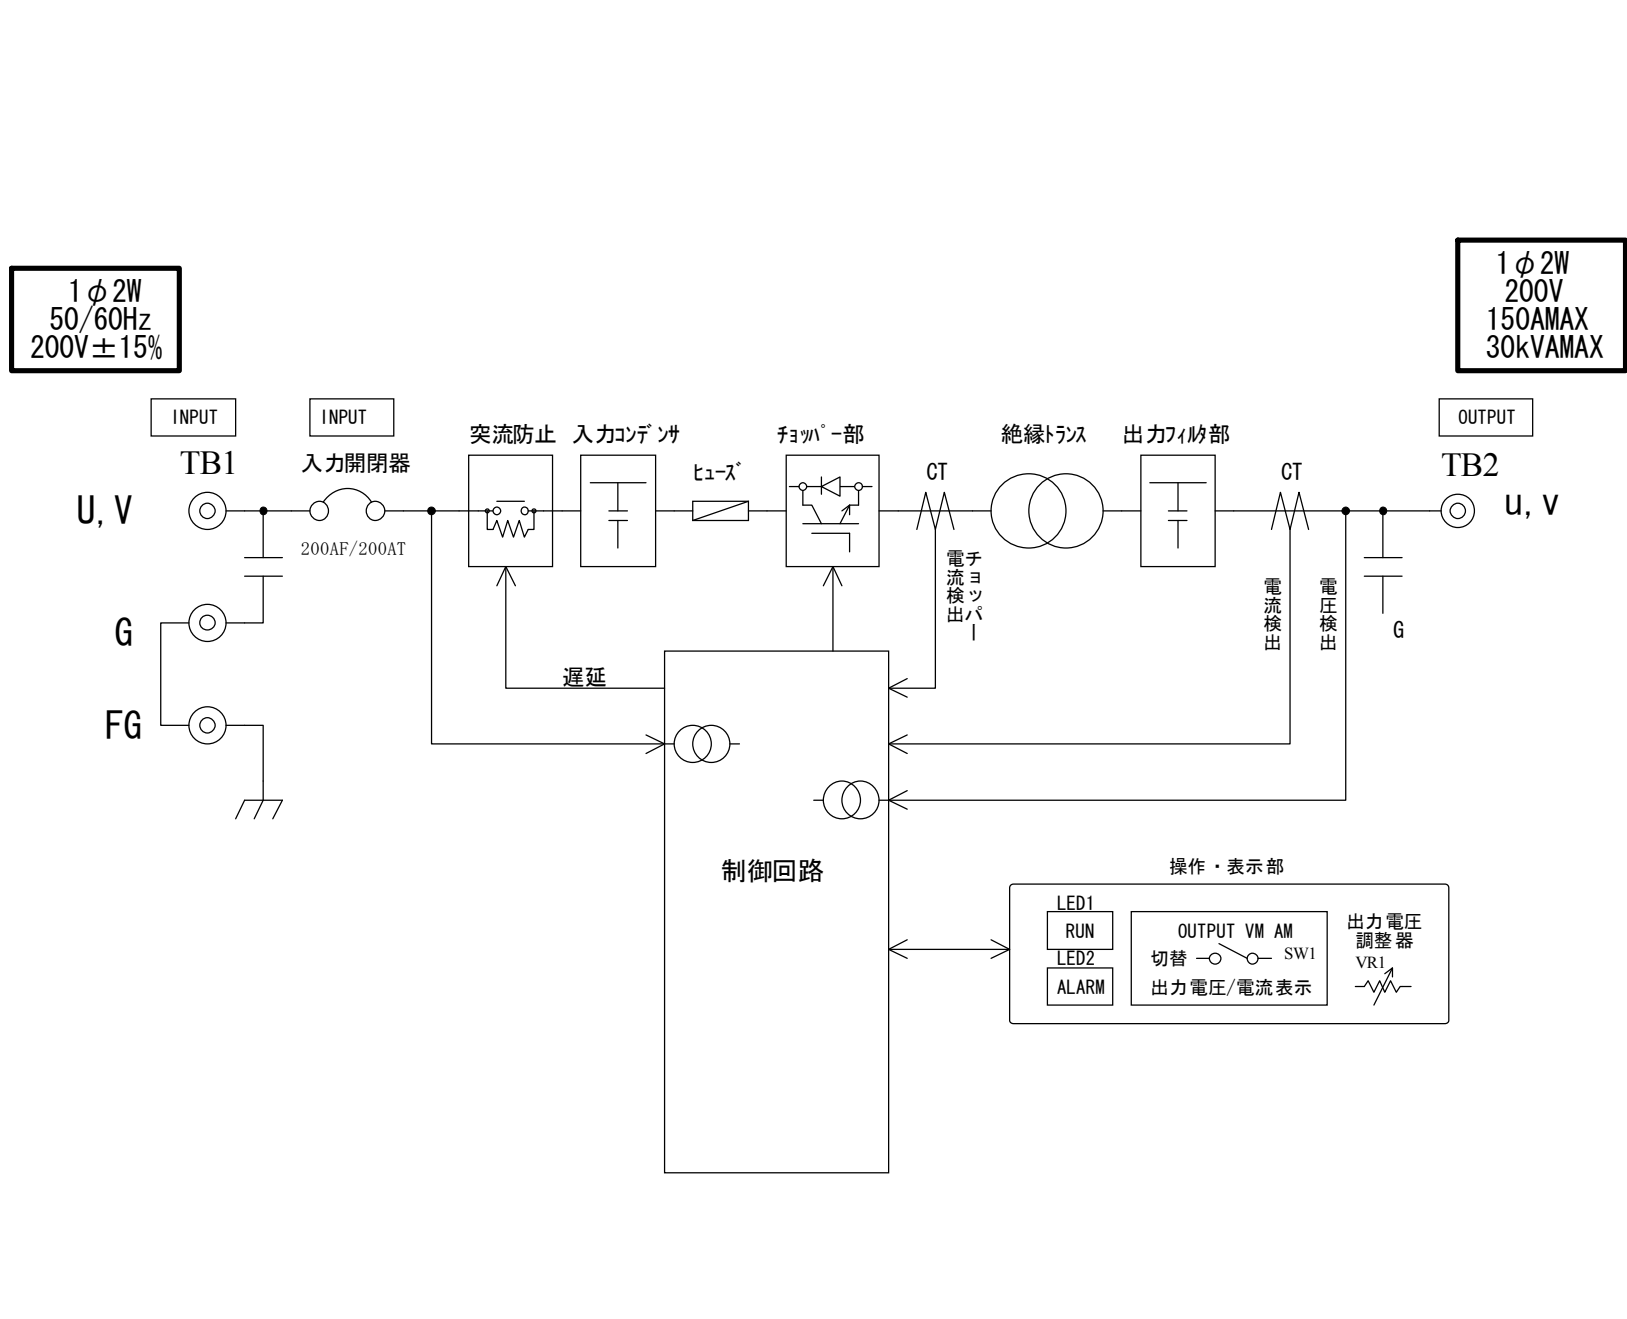 1φ2W
50/60Hz
200V±15%
1φ2W
200V
150AMAX
30kVAMAX
INPUT
INPUT
OUTPUT
TB1
入力開閉器
突流防止
入力ｺﾝﾃﾞﾝｻ
ﾋｭｰｽﾞ
ﾁｮｯﾊﾟｰ部
CT
絶縁ﾄﾗﾝｽ
出力ﾌｨﾙﾀ部
CT
TB2
U, V
200AF/200AT
u, v
チョッパー
電流検出
電流検出
電圧検出
G
G
遅延
FG
制御回路
操作・表示部
LED1
RUN
LED2
ALARM
OUTPUT VM AM
切替
SW1
出力電圧/電流表示
出力電圧
調整器
VR1